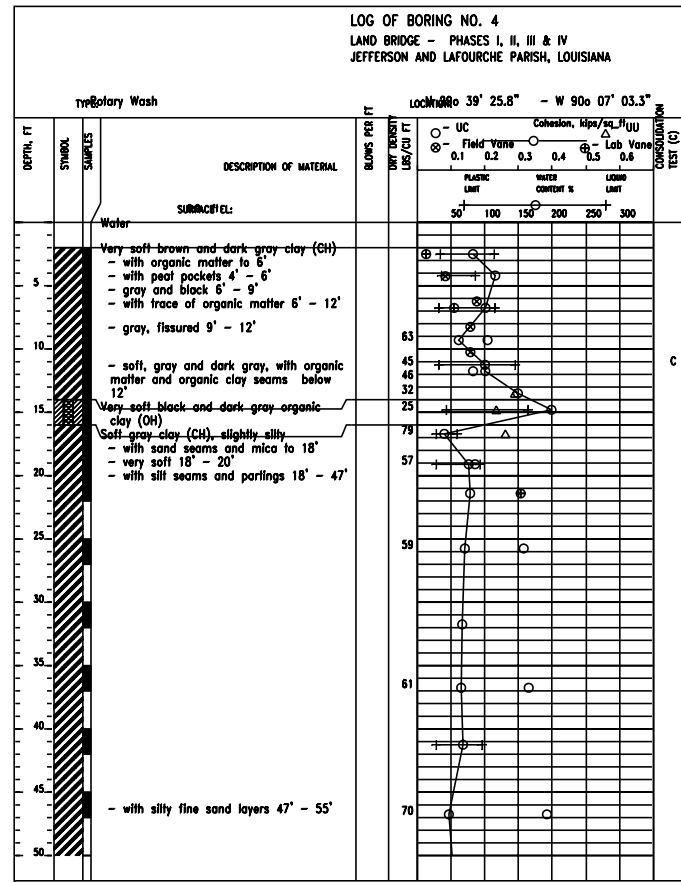 LOG OF BORING NO. 4
LAND BRIDGE - PHASES I, II, III & IV
JEFFERSON AND LAFOURCHE PARISH, LOUISIANA
TYPE: Rotary Wash
39' 25.8" - W 90o 07' 03.3"
DEPTH, FT
SYMBOL
SAMPLES
DESCRIPTION OF MATERIAL
BLOWS PER FT
DRY DENSITY
LBS/CU FT
CONSOLIDATION
TEST (C)
Cohesion, kips/sq ft
- UC
UU
- Field Vane
- Lab Vane
0.1 0.2 0.3 0.4 0.5 0.6
PLASTIC LIMIT
WATER CONTENT %
LIQUID LIMIT
50 100 150 200 300
EL:
Water
Very soft brown and dark gray clay (CH)
- with organic matter to 6'
- with peat pockets 4' - 6'
5
- gray and black 6' - 9'
- with trace of organic matter 6' - 12'
- gray, fissured 9' - 12'
63
10
- soft, gray and dark gray, with organic
45
C
matter and organic clay seams below
46
12'
32
Very soft black and dark gray organic
25
15
clay (OH)
Soft gray clay (CH), slightly silty
79
- with sand seams and mica to 18'
- very soft 18' - 20'
57
- with silt seams and partings 18' - 47'
20
25
59
30
35
61
40
45
- with silty fine sand layers 47' - 55'
70
50